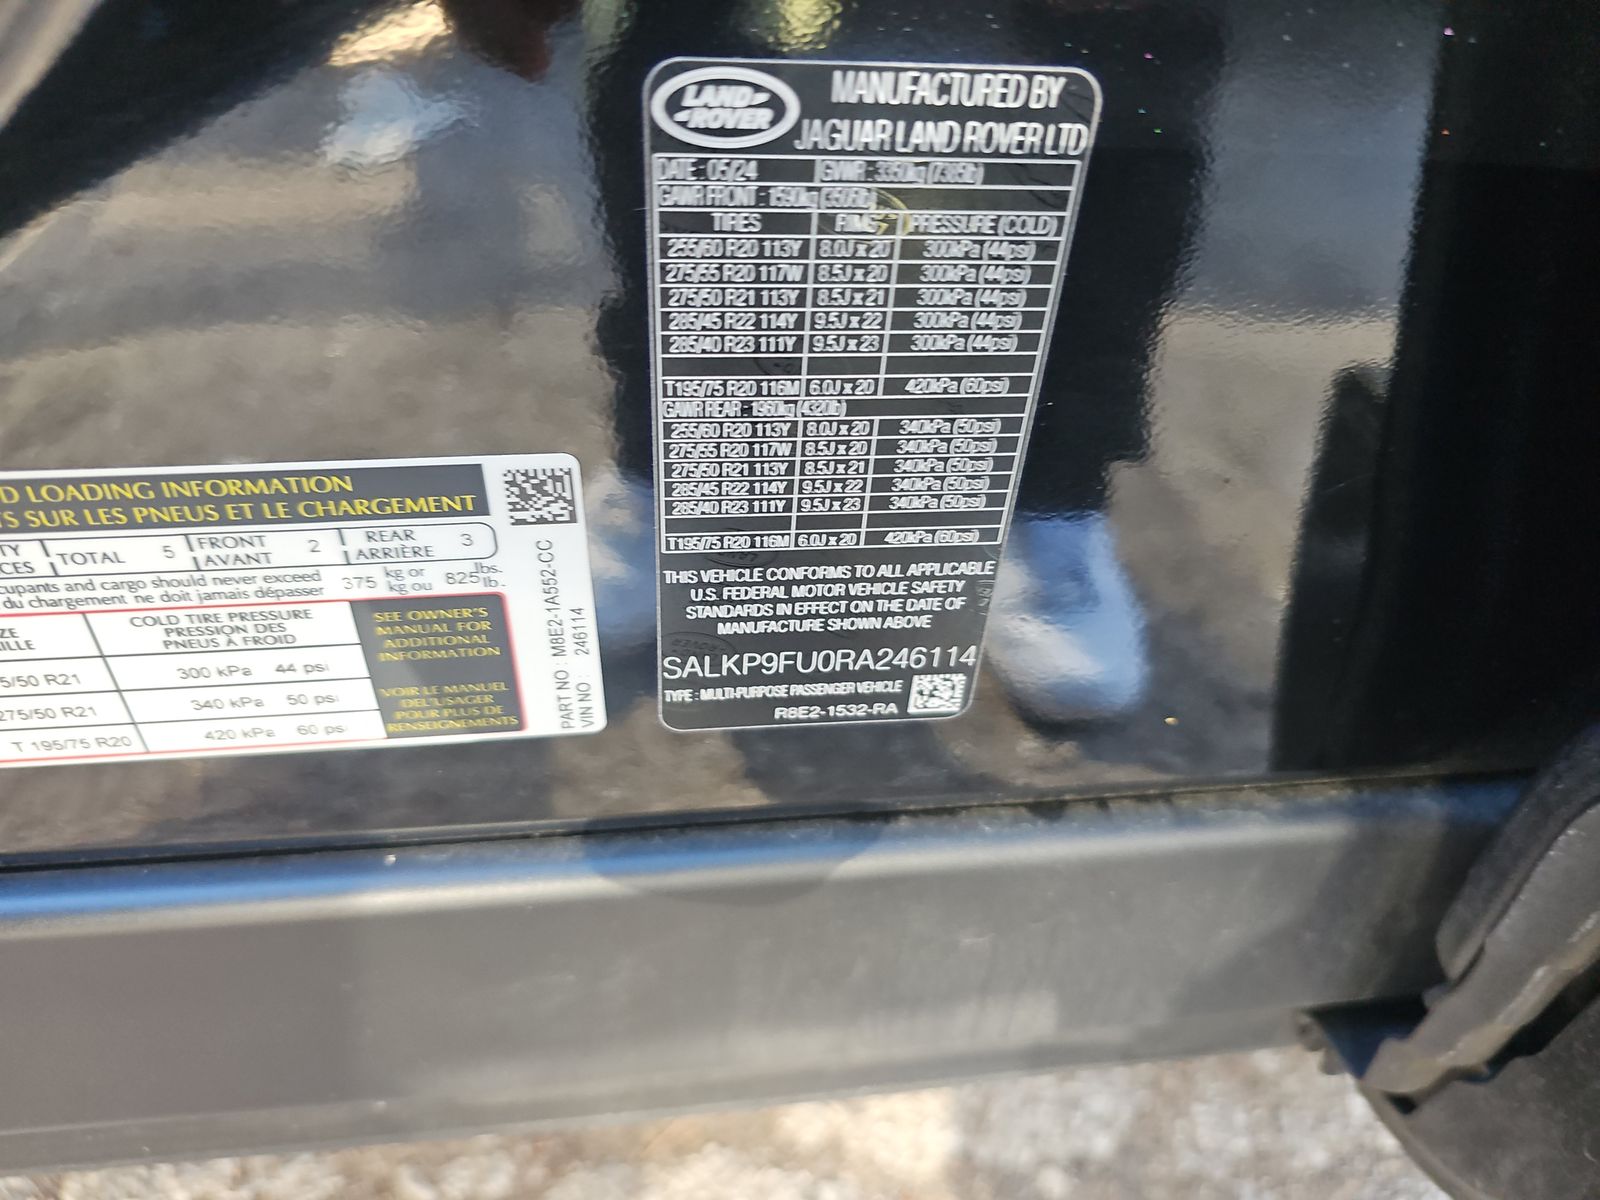 LAND ROVER
MANUFACTURED BY
JAGUAR LAND ROVER LTD
DATE : 05/24 GVWR : 3350kg (7385lb)
GAWR FRONT : 1590kg (3505lb)
TIRES RIMS PRESSURE (COLD)
255/60 R20 113Y 8.0J x 20 300kPa (44psi)
275/55 R20 117W 8.5J x 20 300kPa (44psi)
275/50 R21 113Y 8.5J x 21 300kPa (44psi)
285/45 R22 114Y 9.5J x 22 300kPa (44psi)
285/40 R23 111Y 9.5J x 23 300kPa (44psi)
T195/75 R20 116M 6.0J x 20 420kPa (60psi)
GAWR REAR : 1960kg (4320lb)
255/60 R20 113Y 8.0J x 20 340kPa (50psi)
275/55 R20 117W 8.5J x 20 340kPa (50psi)
275/50 R21 113Y 8.5J x 21 340kPa (50psi)
285/45 R22 114Y 9.5J x 22 340kPa (50psi)
285/40 R23 111Y 9.5J x 23 340kPa (50psi)
T195/75 R20 116M 6.0J x 20 420kPa (60psi)
THIS VEHICLE CONFORMS TO ALL APPLICABLE
U.S. FEDERAL MOTOR VEHICLE SAFETY
STANDARDS IN EFFECT ON THE DATE OF
MANUFACTURE SHOWN ABOVE
SALKP9FU0RA246114
TYPE : MULTI-PURPOSE PASSENGER VEHICLE
R8E2-1532-RA
D LOADING INFORMATION
TS SUR LES PNEUS ET LE CHARGEMENT
TY TOTAL 5 FRONT 2 REAR 3
CES AVANT ARRIÈRE
cupants and cargo should never exceed 375 kg or 825 lbs.
du chargement ne doit jamais dépasser kg ou lb.
ZE COLD TIRE PRESSURE
ILLE PRESSION DES
PNEUS À FROID
5/50 R21 300 kPa 44 psi
275/50 R21 340 kPa 50 psi
T 195/75 R20 420 kPa 60 psi
SEE OWNER'S
MANUAL FOR
ADDITIONAL
INFORMATION
VOIR LE MANUEL
DEL'USAGER
POUR PLUS DE
RENSEIGNEMENTS
PART NO : M8E2-1A552-CC
VIN NO : 246114